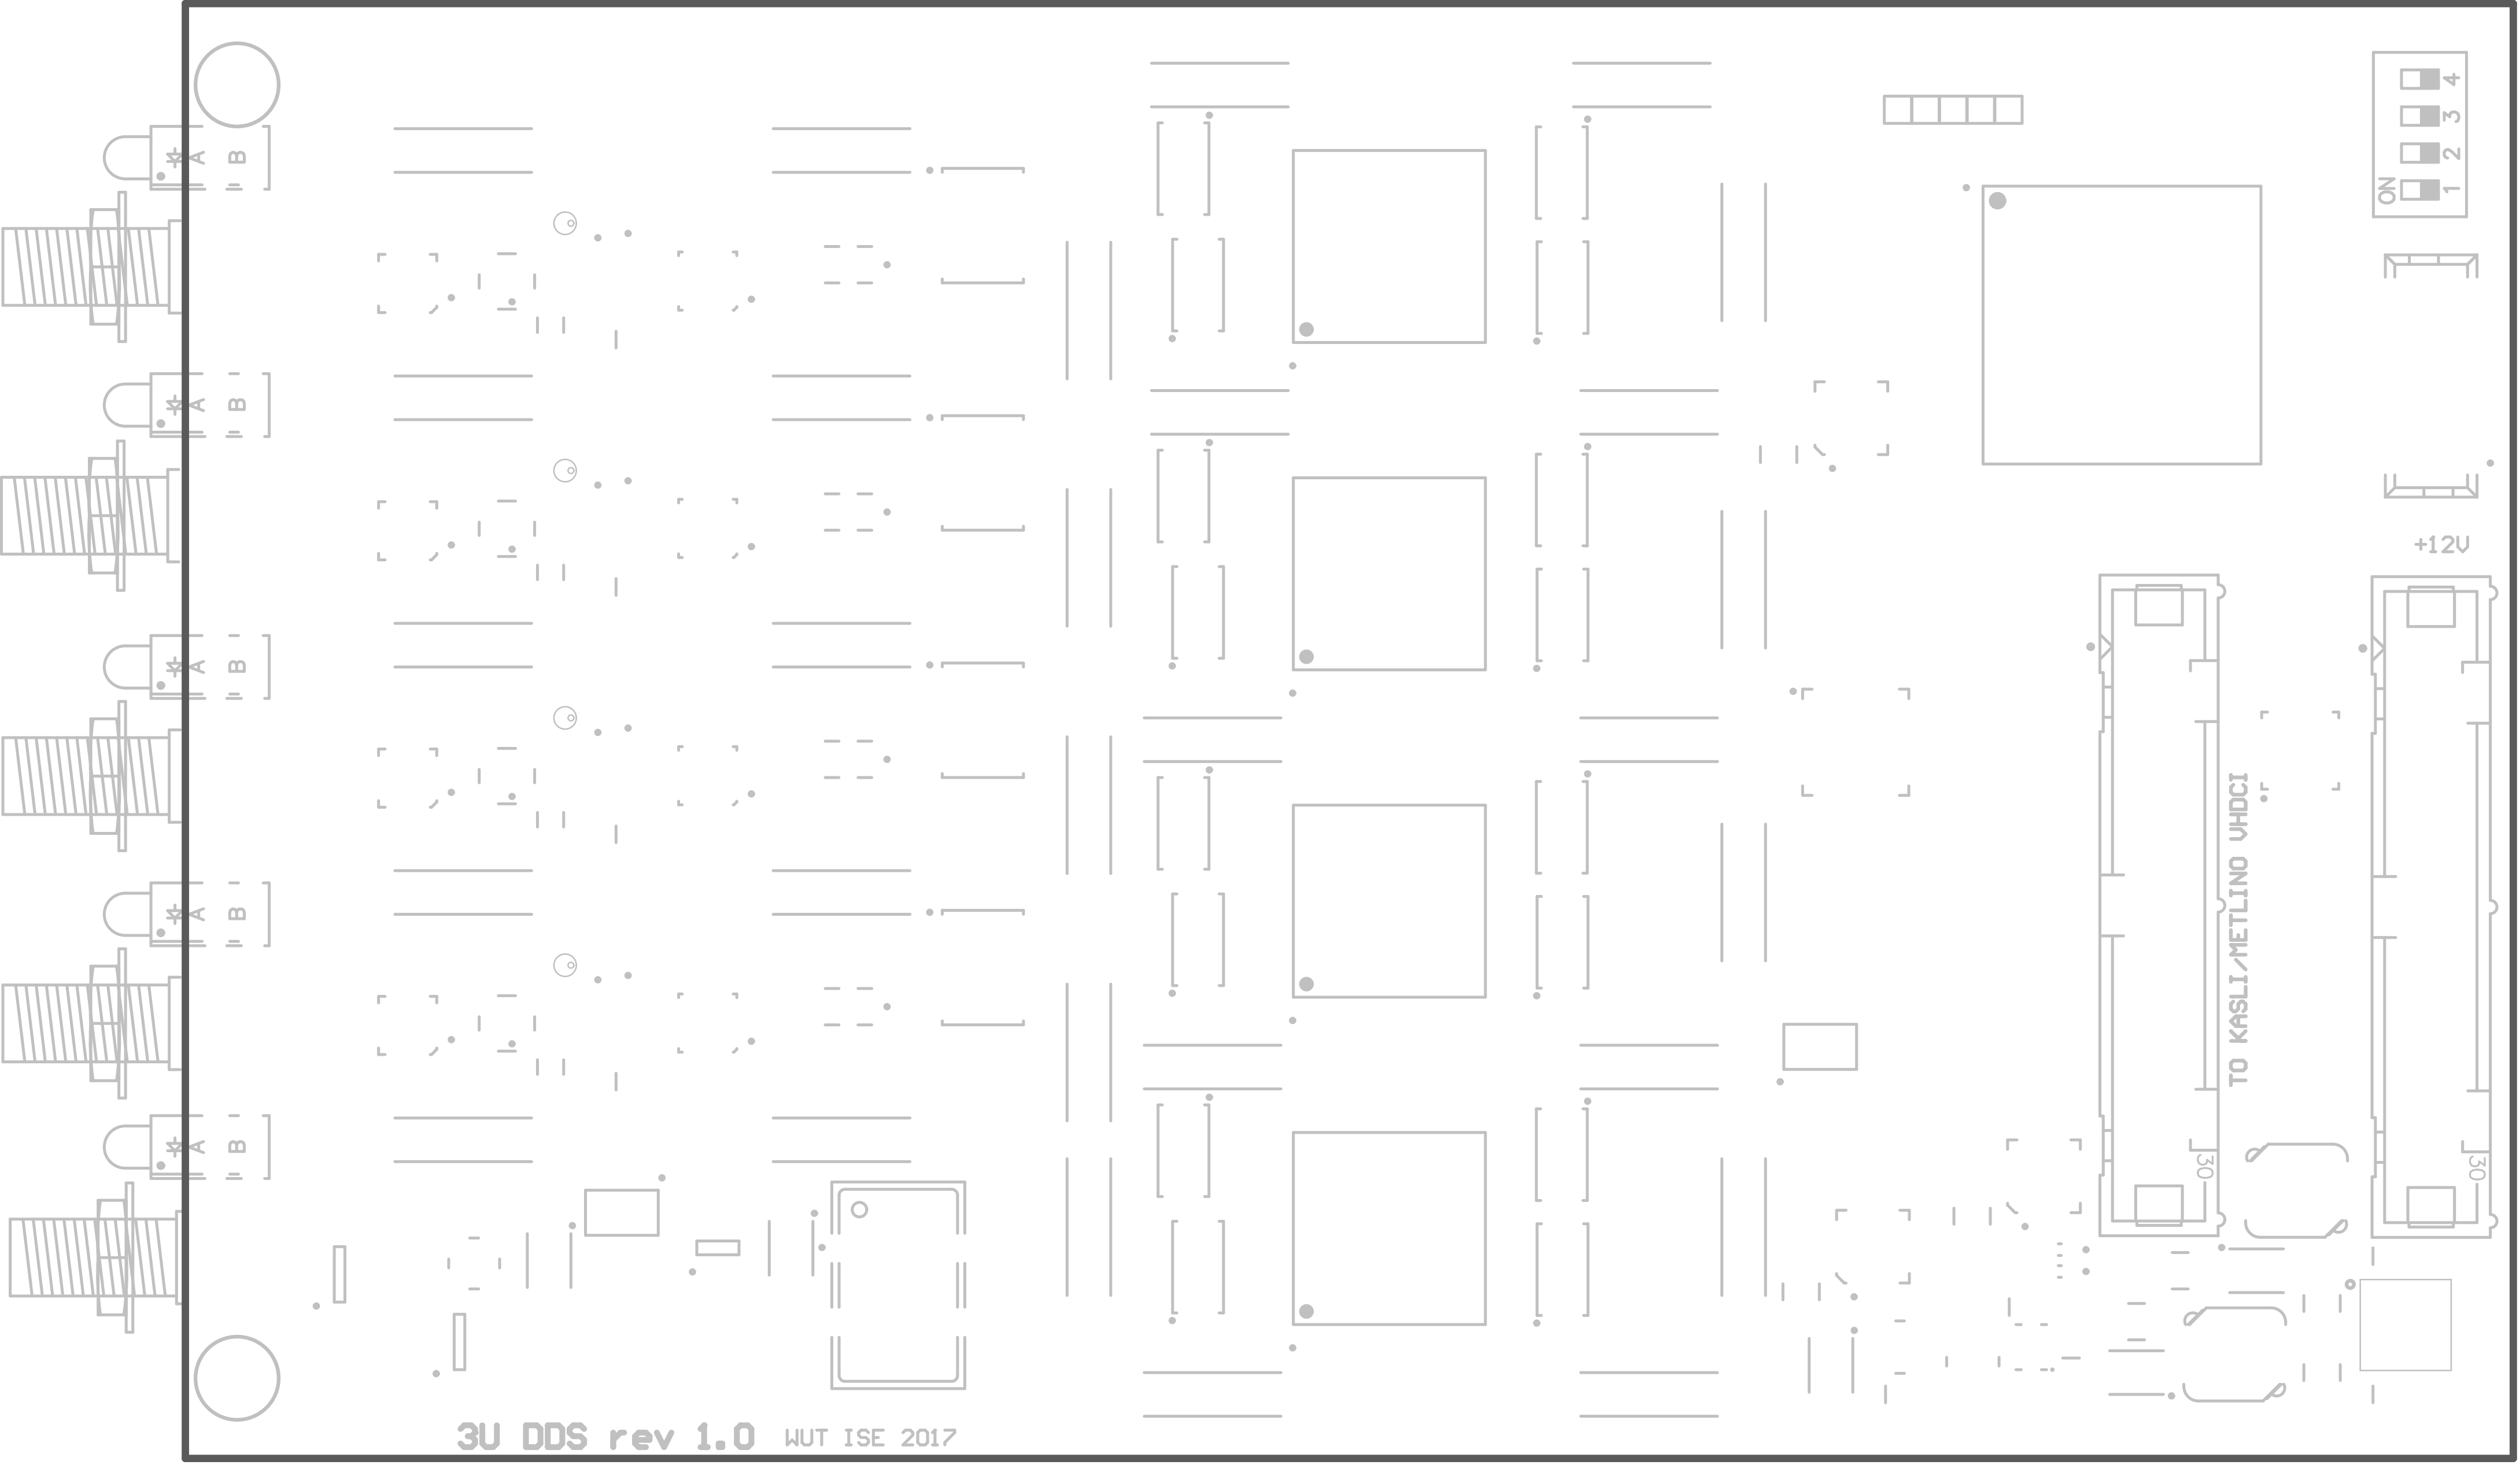 4
3
2
1
ON
A B
A B
+12V
A B
TO KASLI/METLINO VHDCI
A B
A B
30
30
3U DDS rev 1.0 WUT ISE 2017